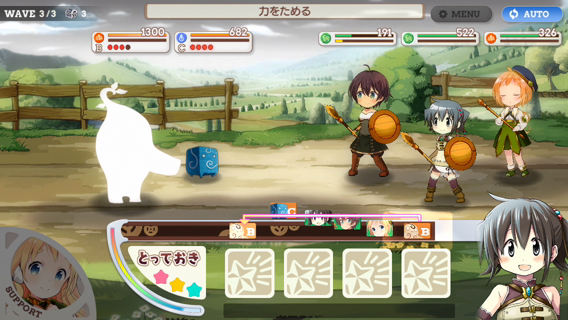 WAVE 3/3 3
力をためる
MENU
AUTO
B 1300
C 682
191
522
326
C
B
B
とっておき
SUPPORT